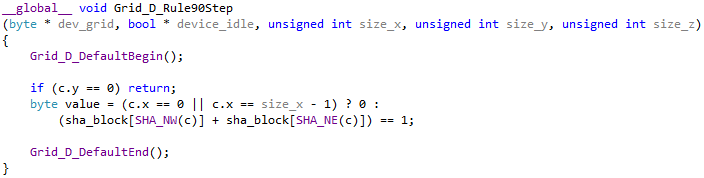 __global__ void Grid_D_Rule90Step
(byte * dev_grid, bool * device_idle, unsigned int size_x, unsigned int size_y, unsigned int size_z)
{
Grid_D_DefaultBegin();
if (c.y == 0) return;
byte value = (c.x == 0 || c.x == size_x - 1) ? 0 :
(sha_block[SHA_NW(c)] + sha_block[SHA_NE(c)]) == 1;
Grid_D_DefaultEnd();
}